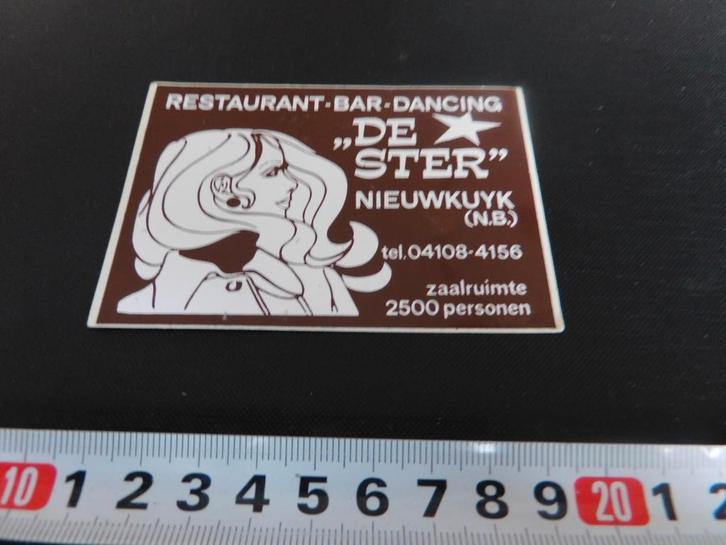 RESTAURANT-BAR-DANCING
„DE
STER”
NIEUWKUYK
(N.B.)
tel.04108-4156
zaalruimte
2500 personen
10 1 2 3 4 5 6 7 8 9 20 1 2